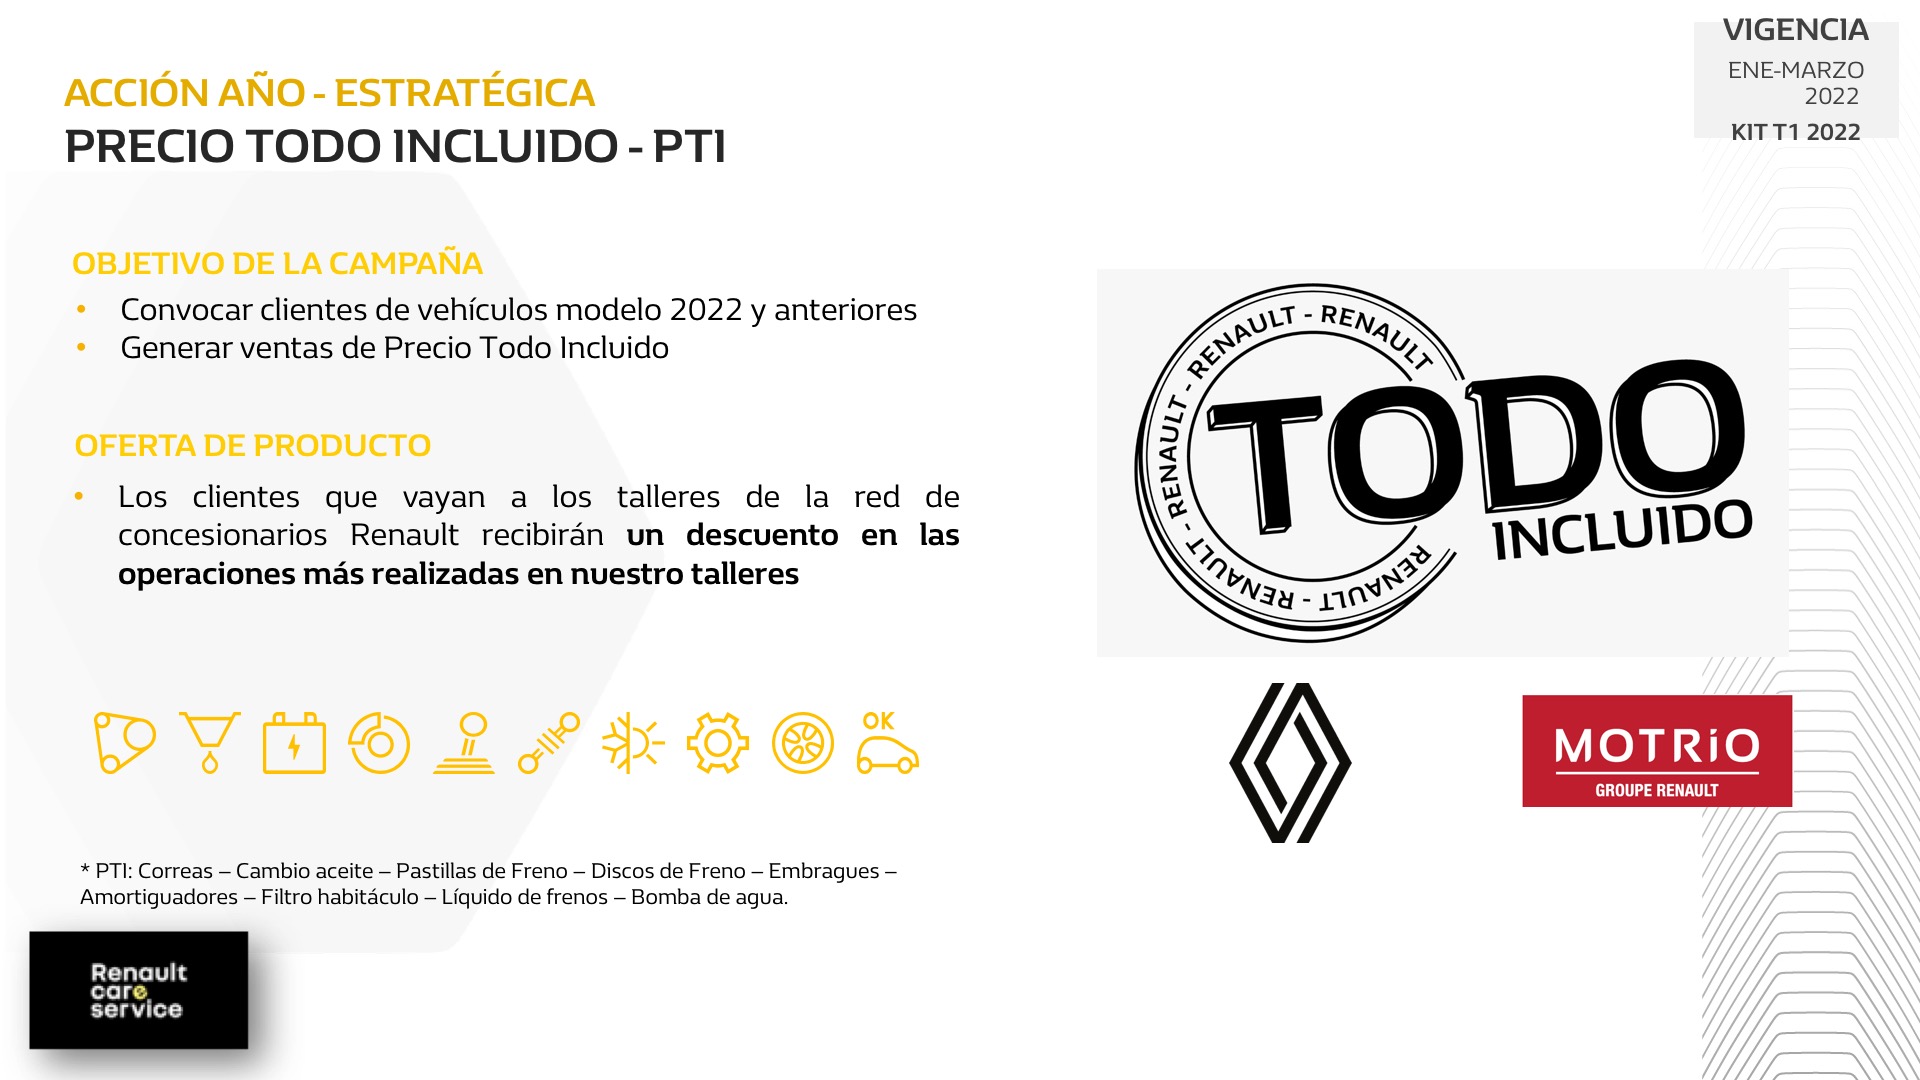 VIGENCIA
ENE-MARZO
2022
KIT T1 2022
ACCIÓN AÑO - ESTRATÉGICA
PRECIO TODO INCLUIDO - PTI
OBJETIVO DE LA CAMPAÑA
• Convocar clientes de vehículos modelo 2022 y anteriores
• Generar ventas de Precio Todo Incluido
OFERTA DE PRODUCTO
• Los clientes que vayan a los talleres de la red de
concesionarios Renault recibirán un descuento en las
operaciones más realizadas en nuestro talleres
RENAULT - RENAULT - RENAULT - RENAULT - RENAULT - RENAULT
TODO
INCLUIDO
OK
MOTRiO
GROUPE RENAULT
* PTI: Correas – Cambio aceite – Pastillas de Freno – Discos de Freno – Embragues –
Amortiguadores – Filtro habitáculo – Líquido de frenos – Bomba de agua.
Renault
care
service